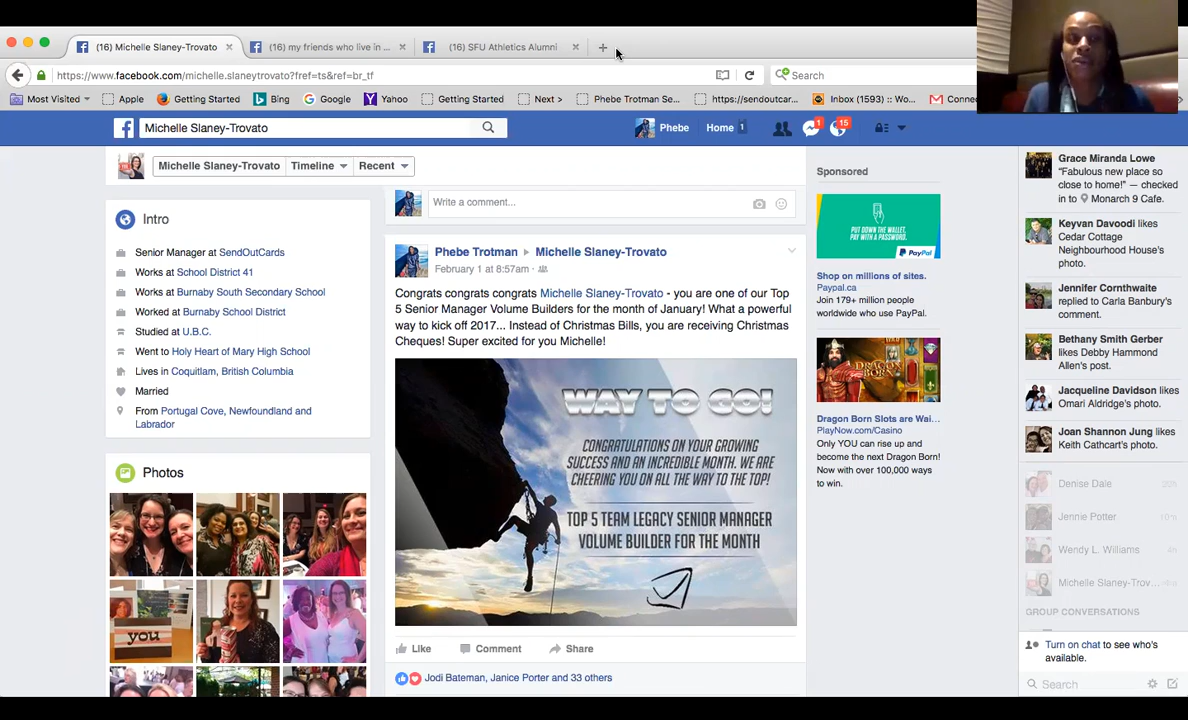 (16) Michelle Slaney-Trovato
(16) my friends who live in ...
(16) SFU Athletics Alumni
https://www.facebook.com/michelle.slaneytrovato?fref=ts&ref=br_tf
Search
Most Visited
Apple
Getting Started
Bing
Google
Yahoo
Getting Started
Next >
Phebe Trotman Se...
https://sendoutcar...
Inbox (1593) :: Wo...
Connec
Michelle Slaney-Trovato
Phebe
Home 1
1
15
Michelle Slaney-Trovato
Timeline
Recent
Intro
Senior Manager at SendOutCards
Works at School District 41
Works at Burnaby South Secondary School
Worked at Burnaby School District
Studied at U.B.C.
Went to Holy Heart of Mary High School
Lives in Coquitlam, British Columbia
Married
From Portugal Cove, Newfoundland and
Labrador
Photos
you
Write a comment...
Phebe Trotman
Michelle Slaney-Trovato
February 1 at 8:57am ·
Congrats congrats congrats Michelle Slaney-Trovato - you are one of our Top
5 Senior Manager Volume Builders for the month of January! What a powerful
way to kick off 2017... Instead of Christmas Bills, you are receiving Christmas
Cheques! Super excited for you Michelle!
WAY TO GO!
CONGRATULATIONS ON YOUR GROWING
SUCCESS AND AN INCREDIBLE MONTH. WE ARE
CHEERING YOU ON ALL THE WAY TO THE TOP!
TOP 5 TEAM LEGACY SENIOR MANAGER
VOLUME BUILDER FOR THE MONTH
Like
Comment
Share
Jodi Bateman, Janice Porter and 33 others
Sponsored
PUT DOWN THE WALLET,
PAY WITH A PASSWORD.
PayPal
Shop on millions of sites.
Paypal.ca
Join 179+ million people
worldwide who use PayPal.
DRAGON
BORN
Dragon Born Slots are Wai...
PlayNow.com/Casino
Only YOU can rise up and
become the next Dragon Born!
Now with over 100,000 ways
to win.
Grace Miranda Lowe
"Fabulous new place so
close to home!" — checked
in to Monarch 9 Cafe.
Keyvan Davoodi likes
Cedar Cottage
Neighbourhood House's
photo.
Jennifer Cornthwaite
replied to Carla Banbury's
comment.
Bethany Smith Gerber
likes Debby Hammond
Allen's post.
Jacqueline Davidson likes
Omari Aldridge's photo.
Joan Shannon Jung likes
Keith Cathcart's photo.
Denise Dale
Jennie Potter
10m
Wendy L. Williams
4h
Michelle Slaney-Trov...
GROUP CONVERSATIONS
Turn on chat to see who's
available.
Search